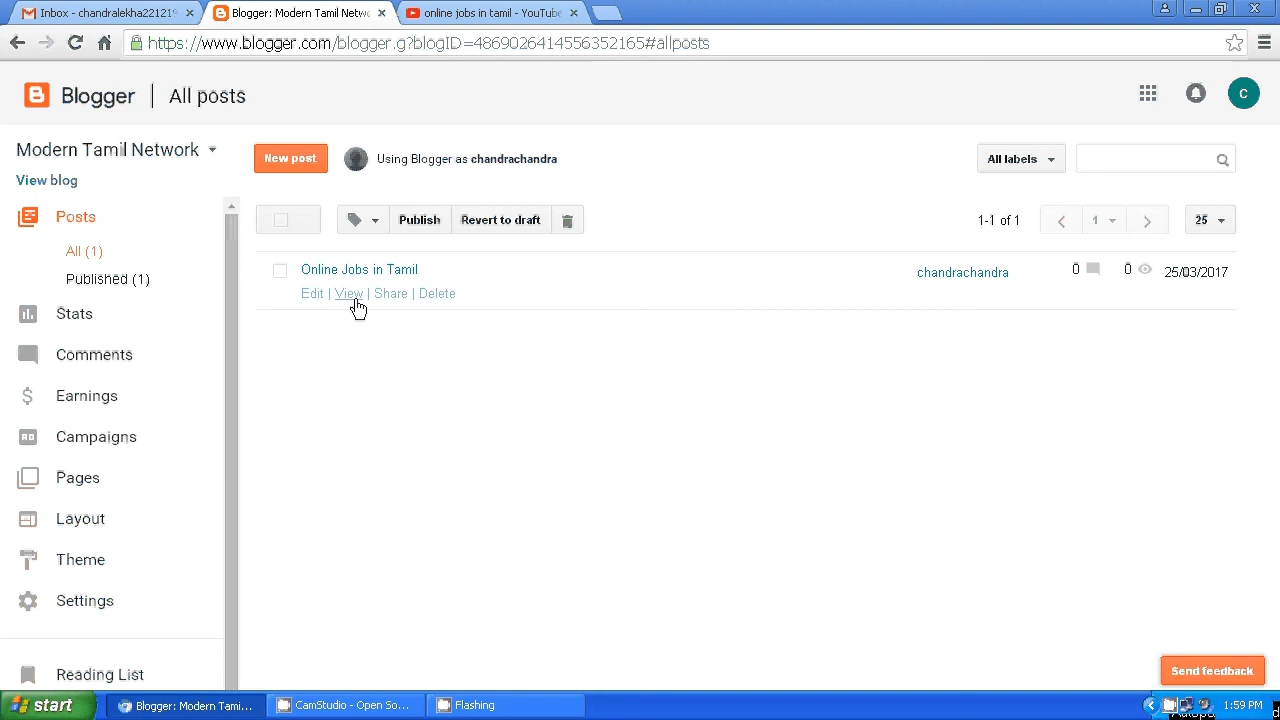 Inbox - chandralekha221219
Blogger: Modern Tamil Netwo
online jobs in tamil - YouTube
https://www.blogger.com/blogger.g?blogID=4869026414556352165#allposts
Blogger | All posts
C
Modern Tamil Network
New post
Using Blogger as chandrachandra
All labels
View blog
Posts
Publish
Revert to draft
1-1 of 1
1
25
All (1)
Online Jobs in Tamil
chandrachandra
0
0
25/03/2017
Published (1)
Edit | View | Share | Delete
Stats
Comments
Earnings
Campaigns
Pages
Layout
Theme
Settings
Reading List
Send feedback
start
Blogger: Modern Tami...
CamStudio - Open So...
Flashing
1:59 PM